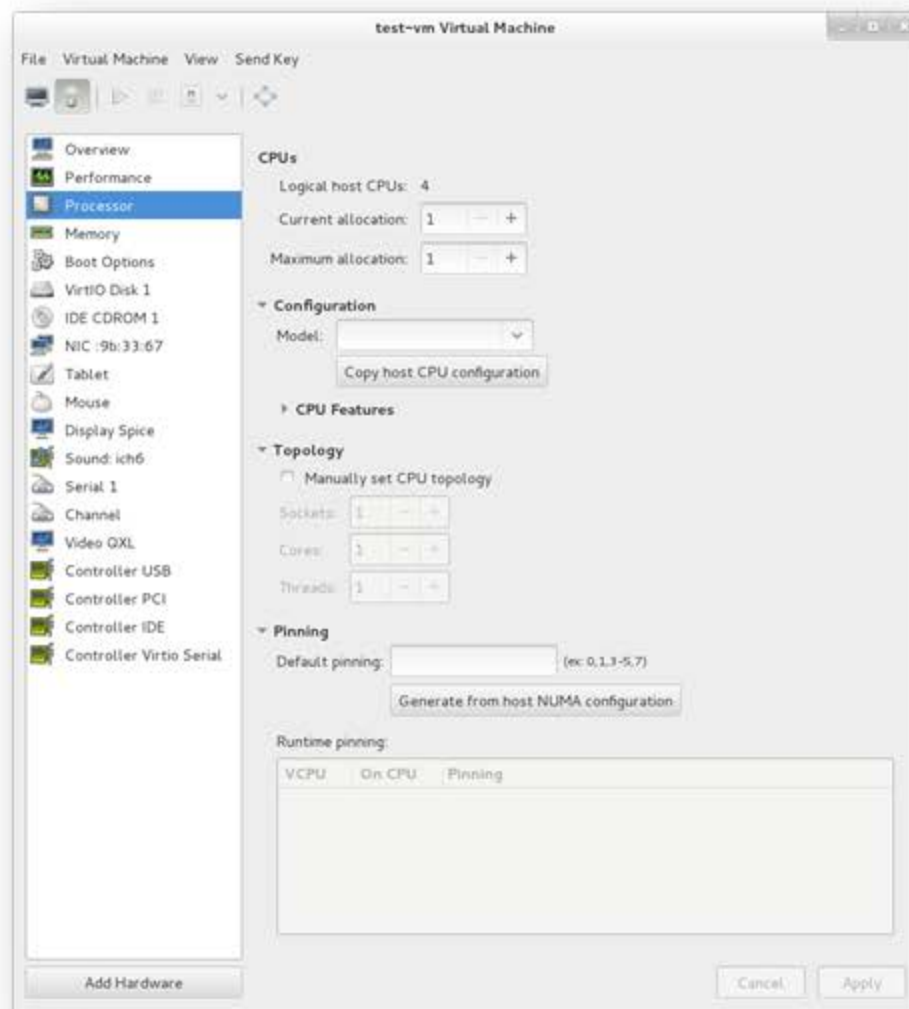 test-vm Virtual Machine
File Virtual Machine View Send Key
Overview
Performance
Processor
Memory
Boot Options
VirtIO Disk 1
IDE CDROM 1
NIC :9b:33:67
Tablet
Mouse
Display Spice
Sound: ich6
Serial 1
Channel
Video QXL
Controller USB
Controller PCI
Controller IDE
Controller Virtio Serial
Add Hardware
CPUs
Logical host CPUs: 4
Current allocation: 1 - +
Maximum allocation: 1 - +
Configuration
Model:
Copy host CPU configuration
CPU Features
Topology
Manually set CPU topology
Sockets: 1 - +
Cores: 1 - +
Threads: 1 - +
Pinning
Default pinning: (ex: 0,1,3-5,7)
Generate from host NUMA configuration
Runtime pinning:
VCPU On CPU Pinning
Cancel Apply